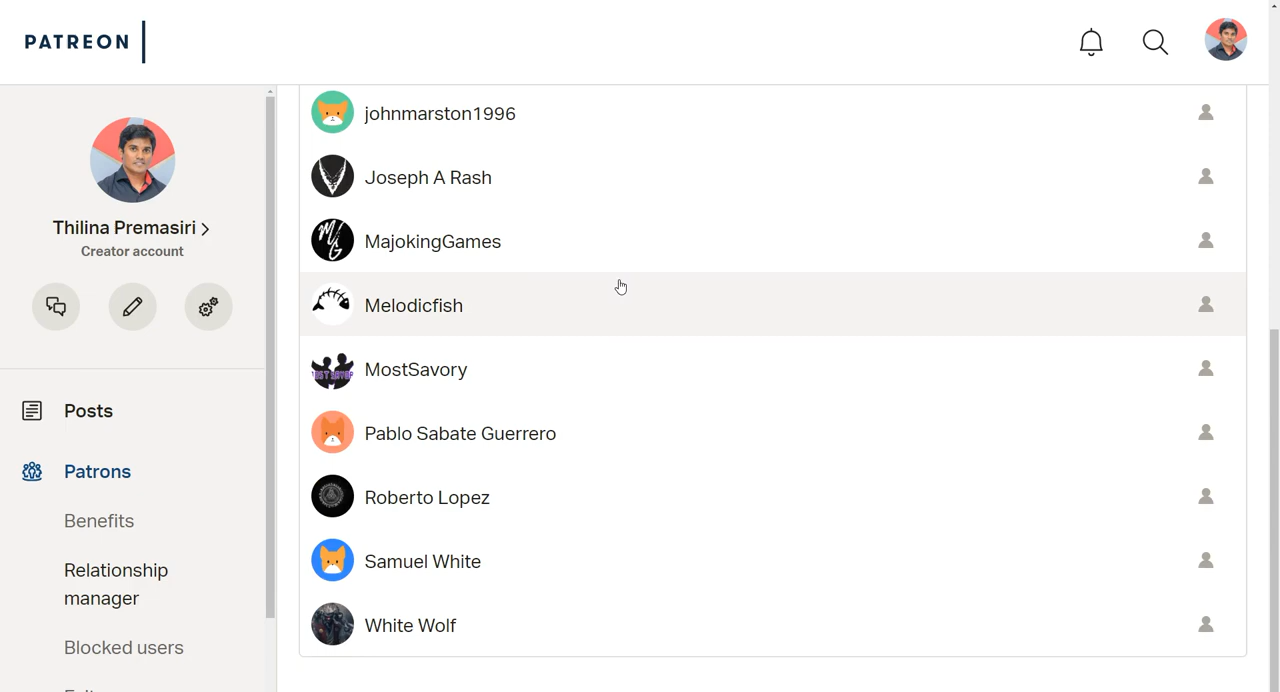 PATREON
Thilina Premasiri
Creator account
Posts
Patrons
Benefits
Relationship
manager
Blocked users
johnmarston1996
Joseph A Rash
MajokingGames
Melodicfish
MostSavory
Pablo Sabate Guerrero
Roberto Lopez
Samuel White
White Wolf